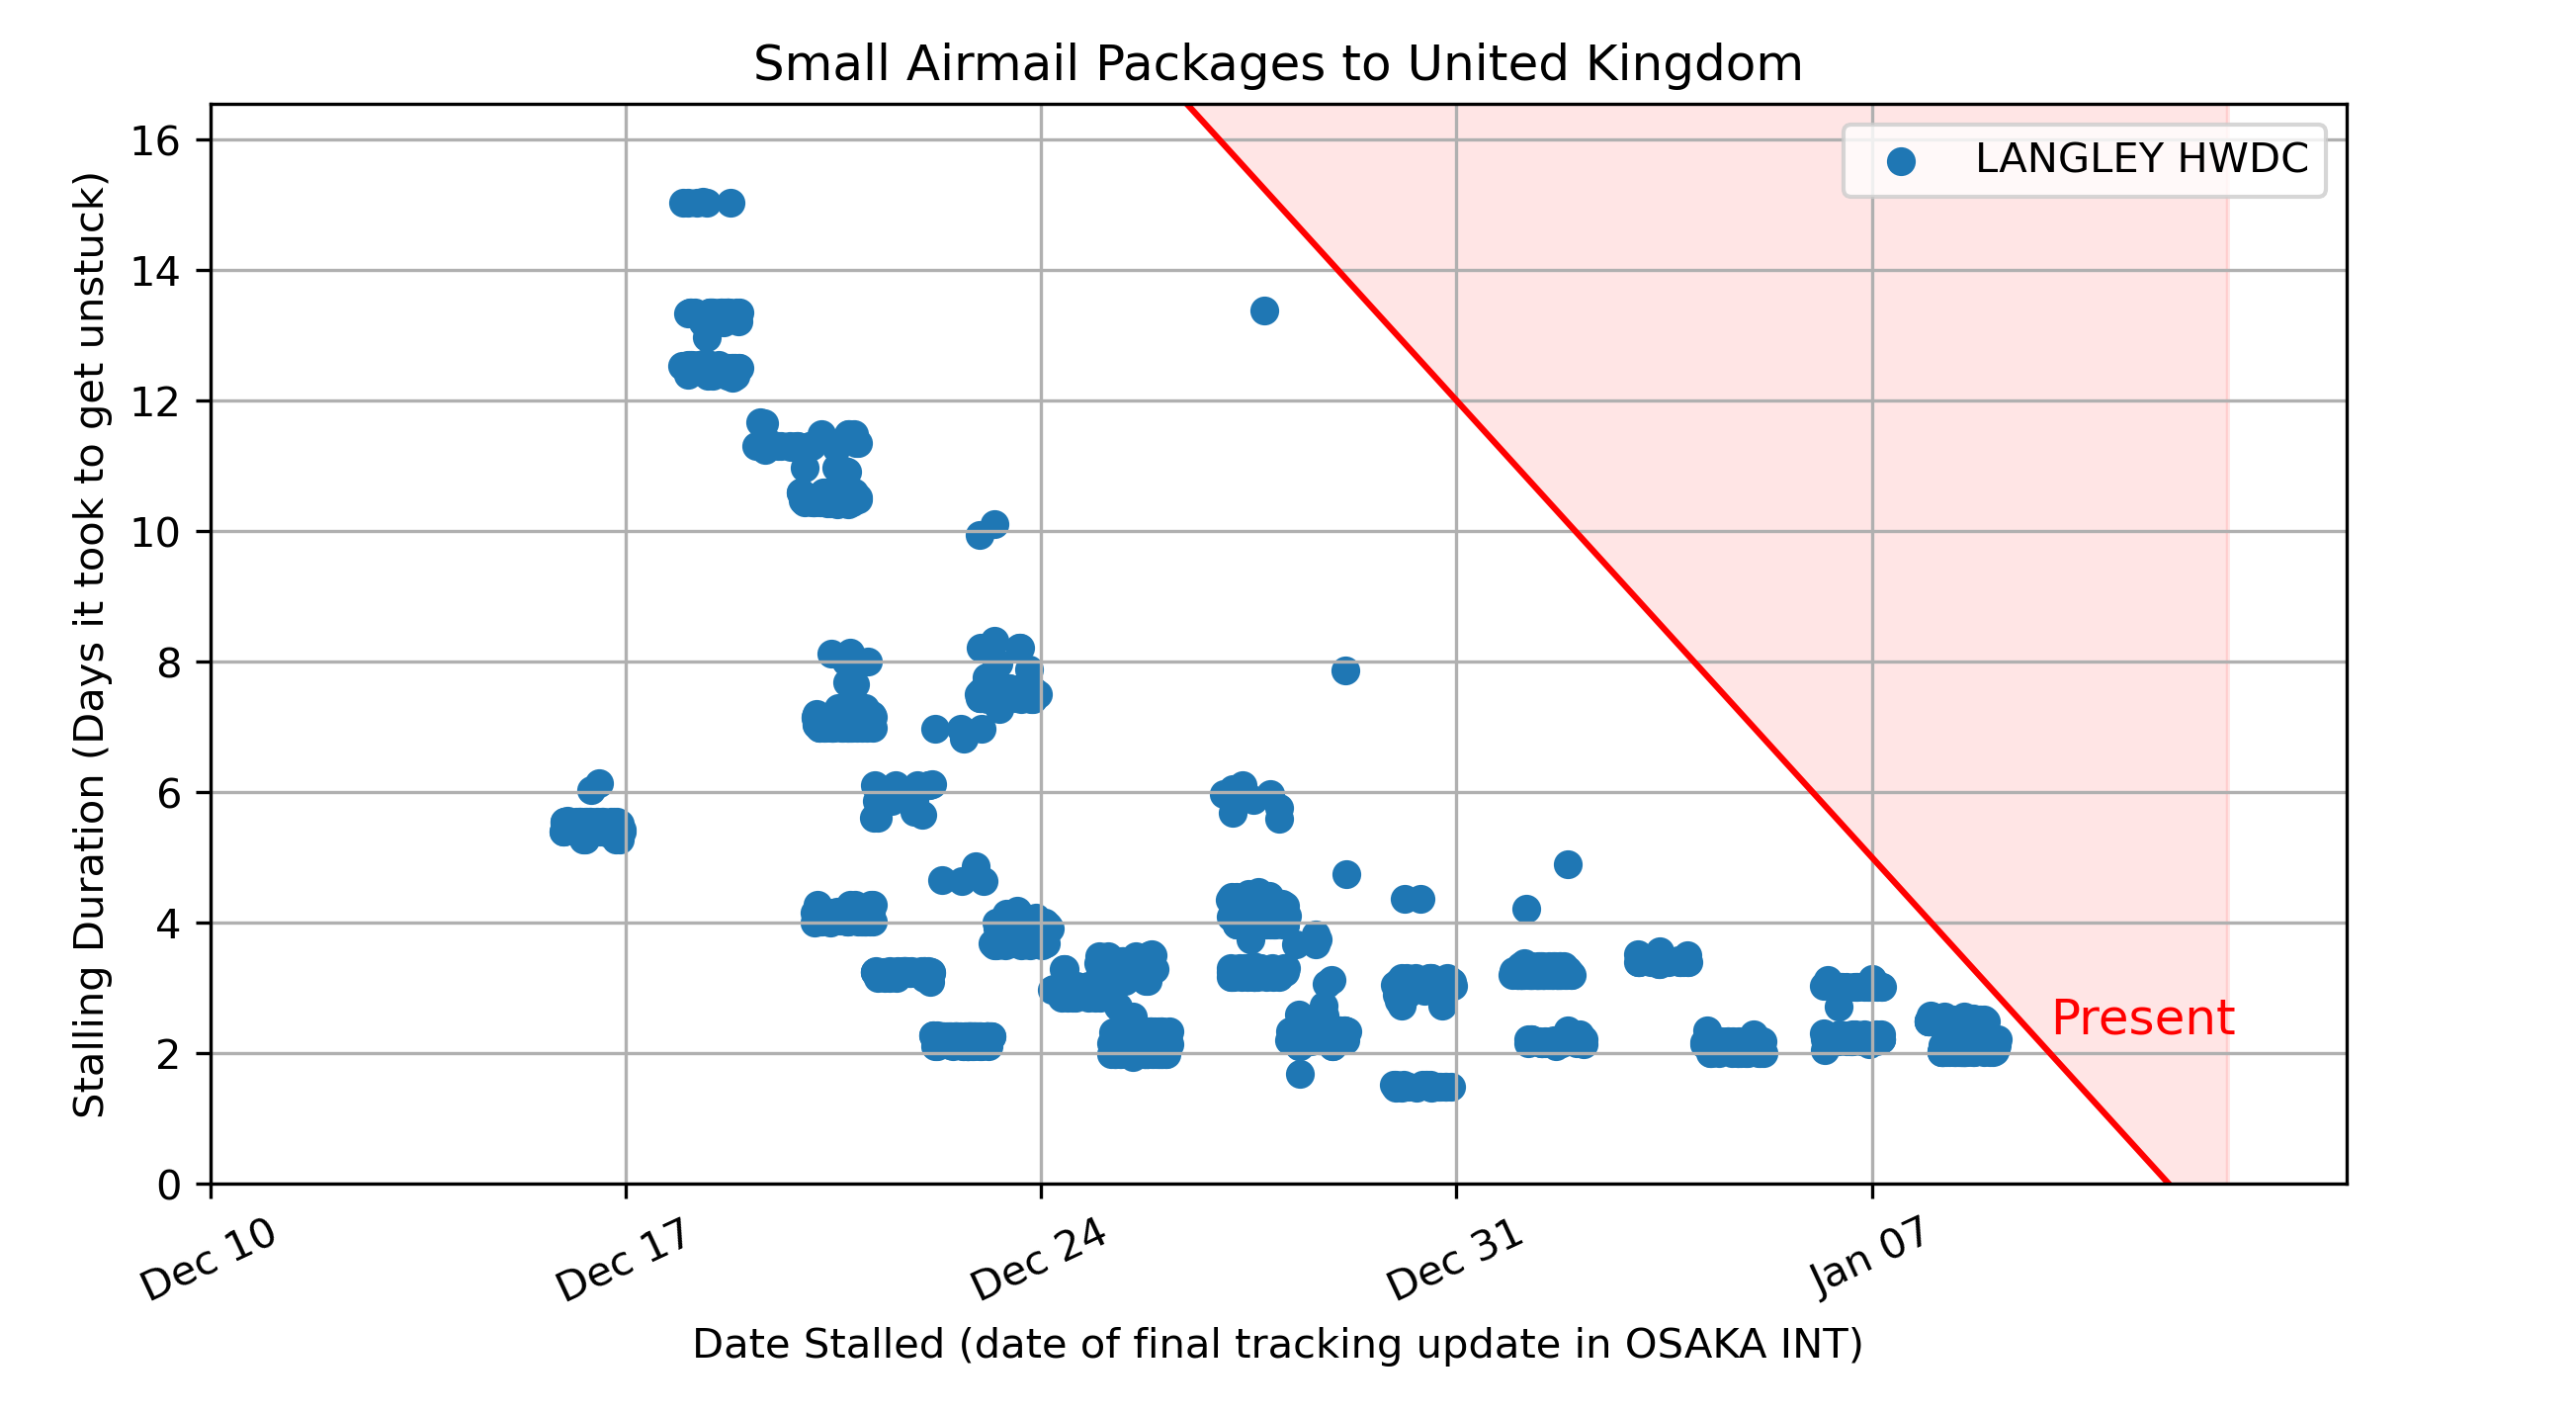 Small Airmail Packages to United Kingdom
LANGLEY HWDC
Stalling Duration (Days it took to get unstuck)
16
14
12
10
8
6
4
2
0
Present
Dec 10
Dec 17
Dec 24
Dec 31
Jan 07
Date Stalled (date of final tracking update in OSAKA INT)